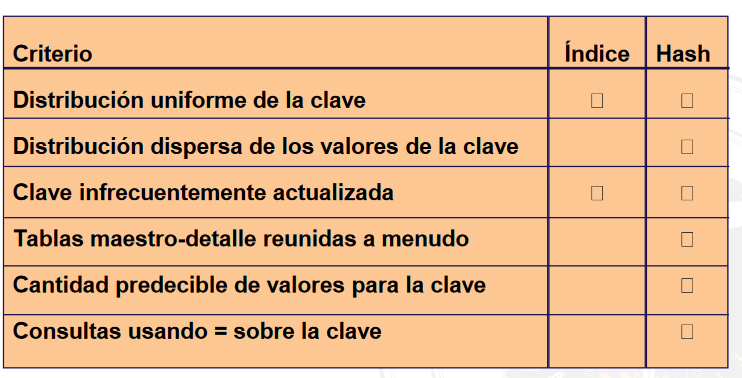 Criterio Índice Hash
Distribución uniforme de la clave □ □
Distribución dispersa de los valores de la clave □
Clave infrecuentemente actualizada □ □
Tablas maestro-detalle reunidas a menudo □
Cantidad predecible de valores para la clave □
Consultas usando = sobre la clave □